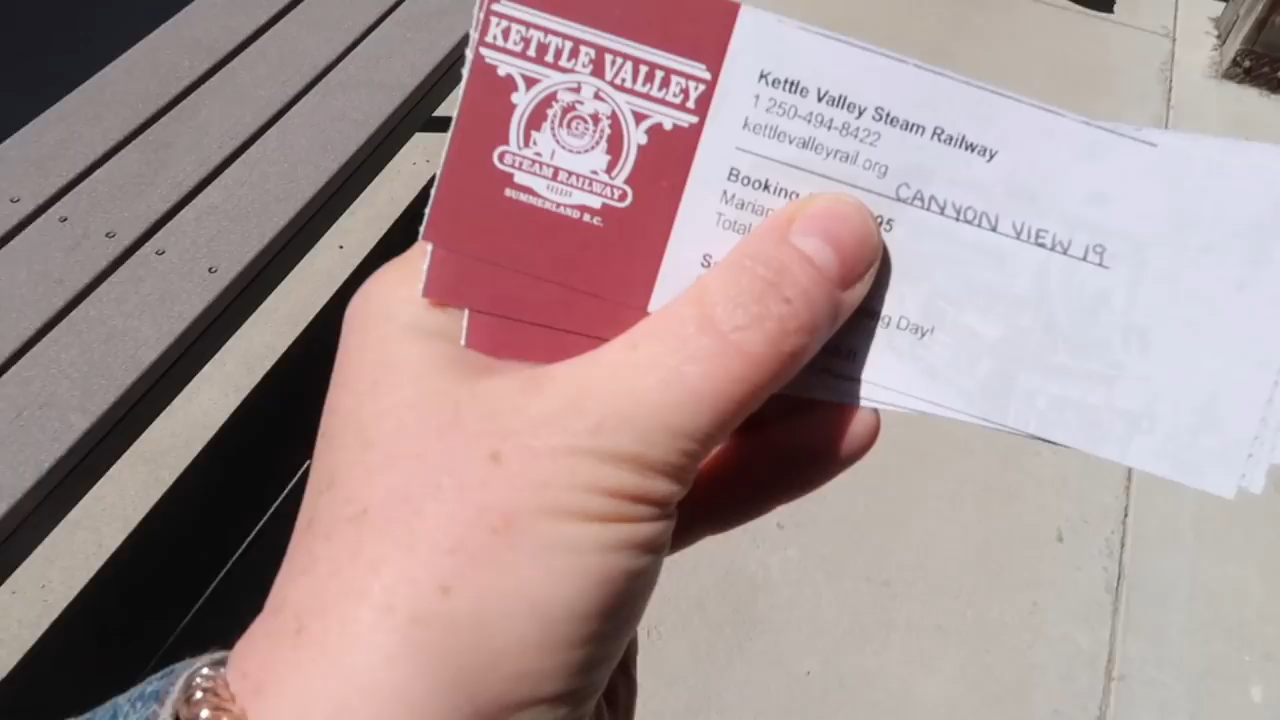 KETTLE VALLEY
STEAM RAILWAY
SUMMERLAND B.C.
Kettle Valley Steam Railway
1 250-494-8422
kettlevalleyrail.org
CANYON VIEW 19
Booking 95
Total
Day!